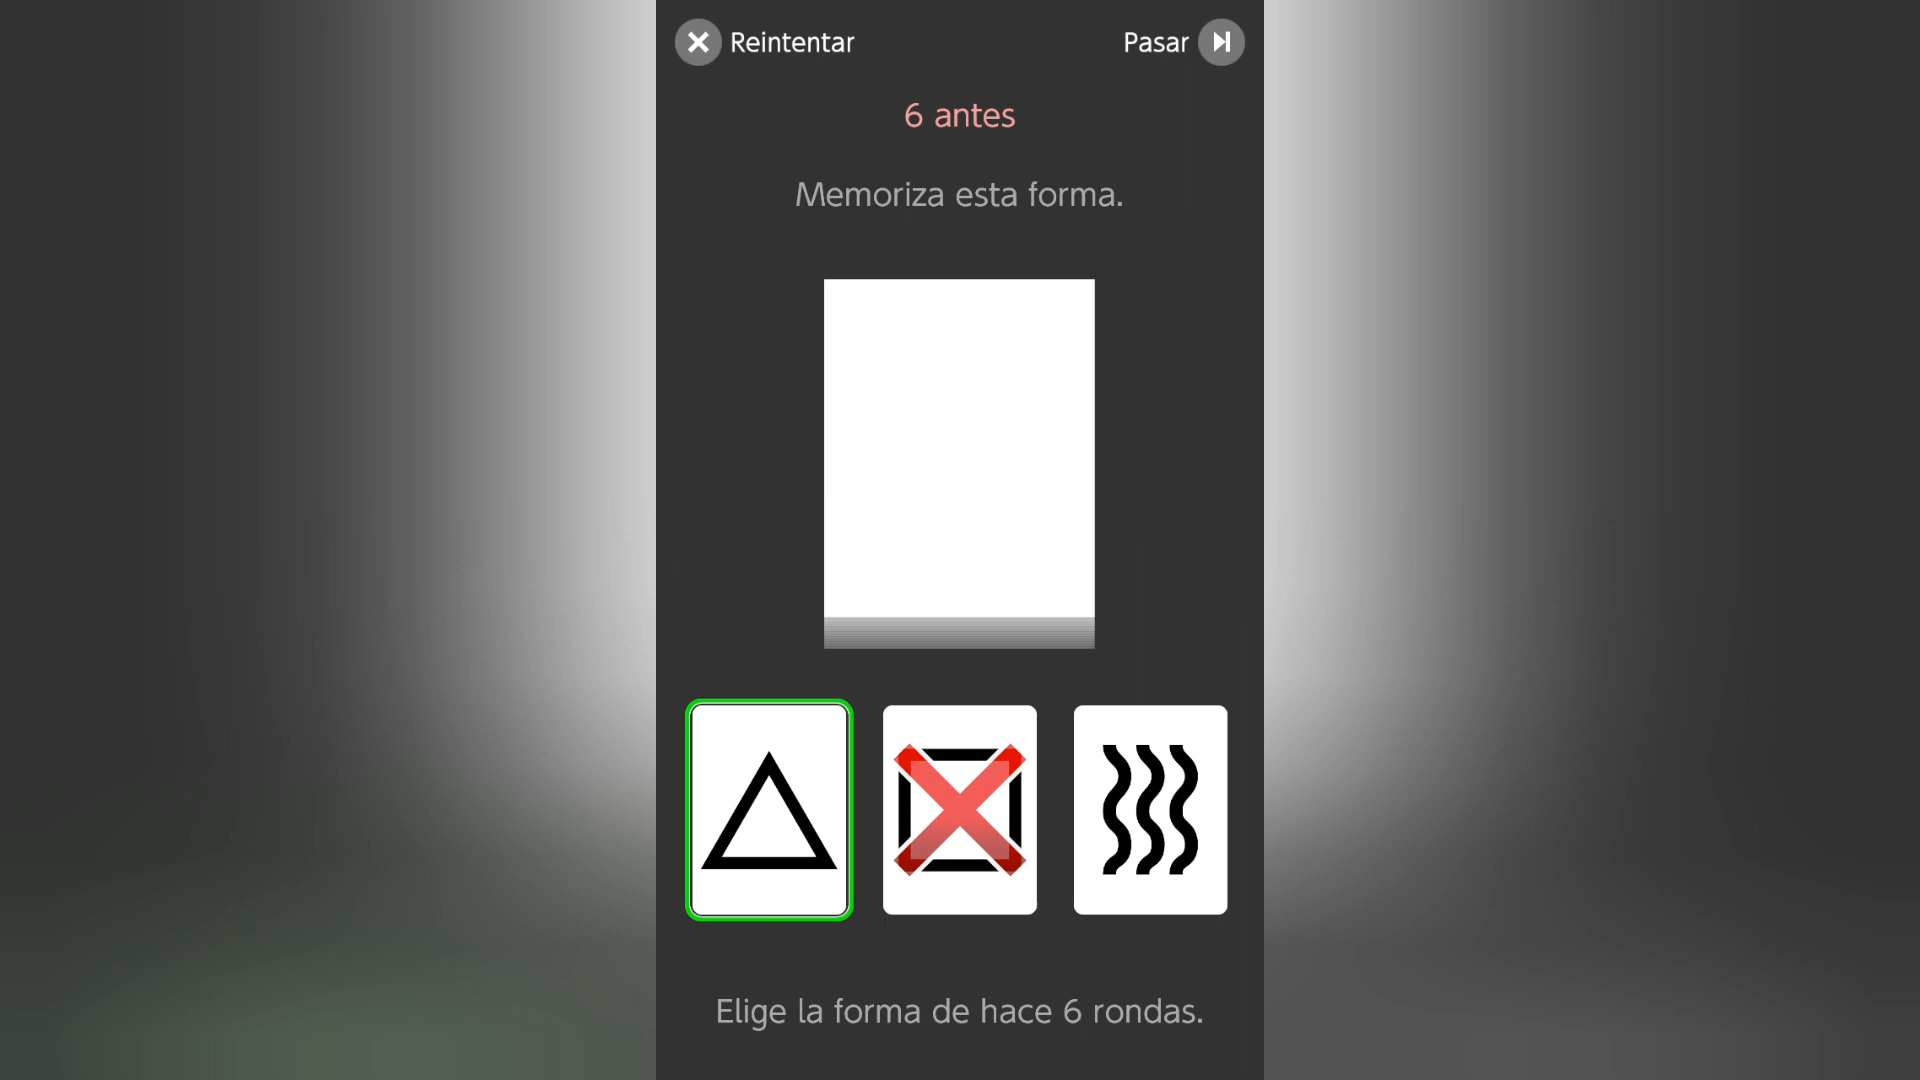 Reintentar
Pasar
6 antes
Memoriza esta forma.
Elige la forma de hace 6 rondas.